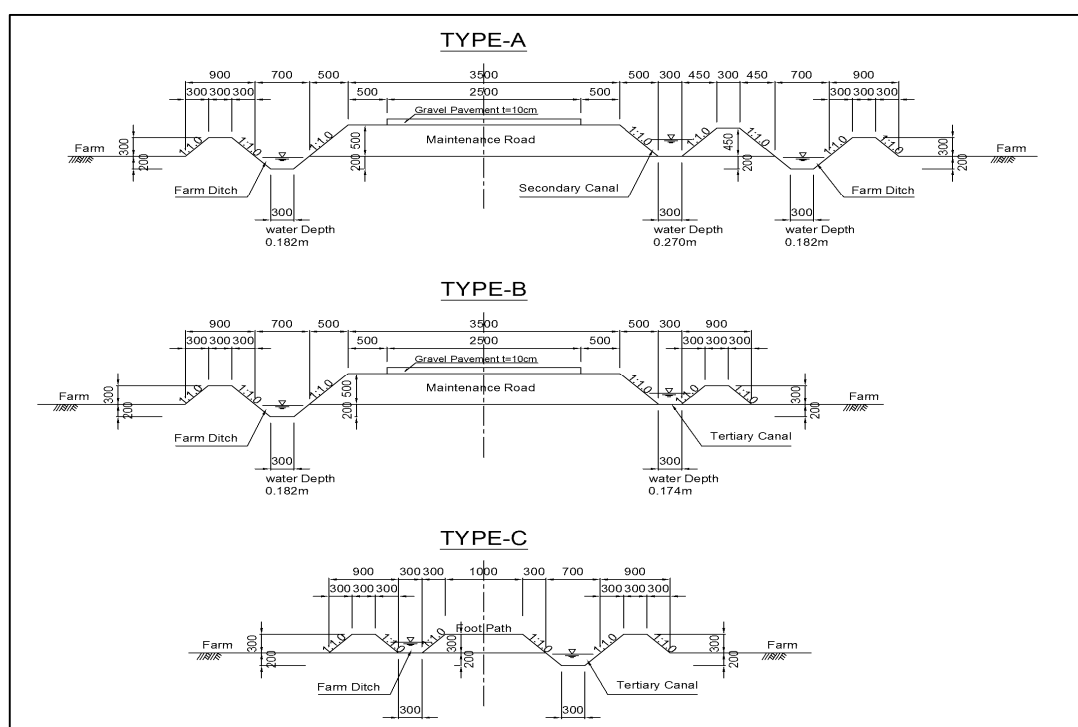 TYPE-A
900 700 500 3500 500 300 450 300 450 700 900
300 300 300 500 2500 500 300 300 300
Gravel Pavement t=10cm
Maintenance Road
Farm 300 200 1:1.0 1:1.0 1:1.0 500 200 1:1.0 1:1.0 450 200 1:1.0 1:1.0 1:1.0 300 200 Farm
Farm Ditch Secondary Canal Farm Ditch
300 300 300
water Depth water Depth water Depth
0.182m 0.270m 0.182m
TYPE-B
900 700 500 3500 500 300 900
300 300 300 500 2500 500 300 300 300
Gravel Pavement t=10cm
Maintenance Road
Farm 300 200 1:1.0 1:1.0 1:1.0 500 200 1:1.0 1:1.0 1:1.0 300 200 Farm
Farm Ditch Tertiary Canal
300 300
water Depth water Depth
0.182m 0.174m
TYPE-C
900 300 300 1000 300 700 900
300 300 300 300 300 300
Foot Path
Farm 300 200 1:1.0 1:1.0 1:1.0 300 200 1:1.0 1:1.0 1:1.0 300 200 Farm
Farm Ditch Tertiary Canal
300 300